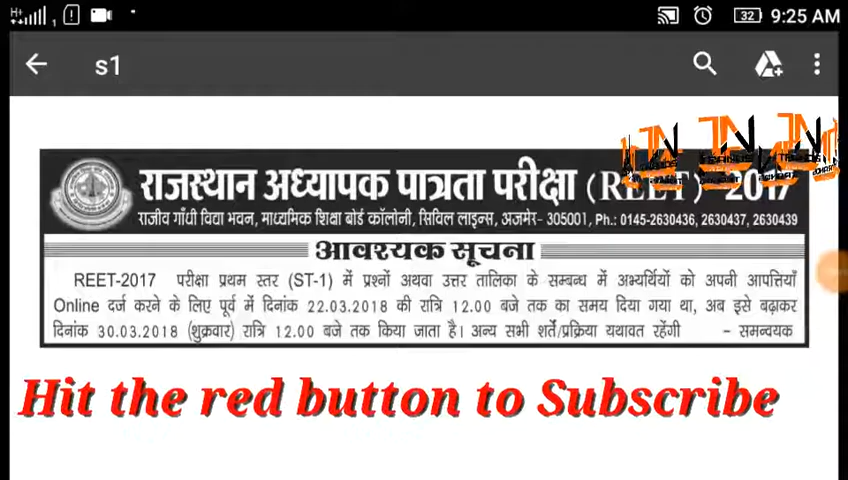 H+ 1 32 9:25 AM
s1
राजस्थान अध्यापक पात्रता परीक्षा (REET) - 2017
राजीव गाँधी विद्या भवन, माध्यमिक शिक्षा बोर्ड कॉलोनी, सिविल लाइन्स, अजमेर- 305001, Ph.: 0145-2630436, 2630437, 2630439
आवश्यक सूचना
REET-2017 परीक्षा प्रथम स्तर (ST-1) में प्रश्नों अथवा उत्तर तालिका के सम्बन्ध में अभ्यर्थियों को अपनी आपत्तियाँ
Online दर्ज करने के लिए पूर्व में दिनांक 22.03.2018 की रात्रि 12.00 बजे तक का समय दिया गया था, अब इसे बढ़ाकर
दिनांक 30.03.2018 (शुक्रवार) रात्रि 12.00 बजे तक किया जाता है। अन्य सभी शर्तें/प्रक्रिया यथावत रहेंगी - समन्वयक
Hit the red button to Subscribe